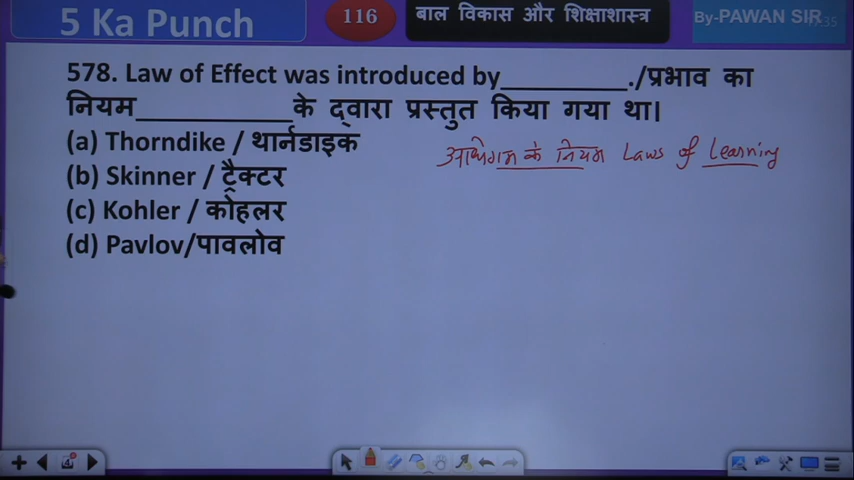 5 Ka Punch
116
बाल विकास और शिक्षाशास्त्र
By-PAWAN SIR
578. Law of Effect was introduced by__________./प्रभाव का
नियम____________के द्वारा प्रस्तुत किया गया था।
(a) Thorndike / थार्नडाइक
अधिगम के नियम Laws of Learning
(b) Skinner / ट्रैक्टर
(c) Kohler / कोहलर
(d) Pavlov/पावलोव